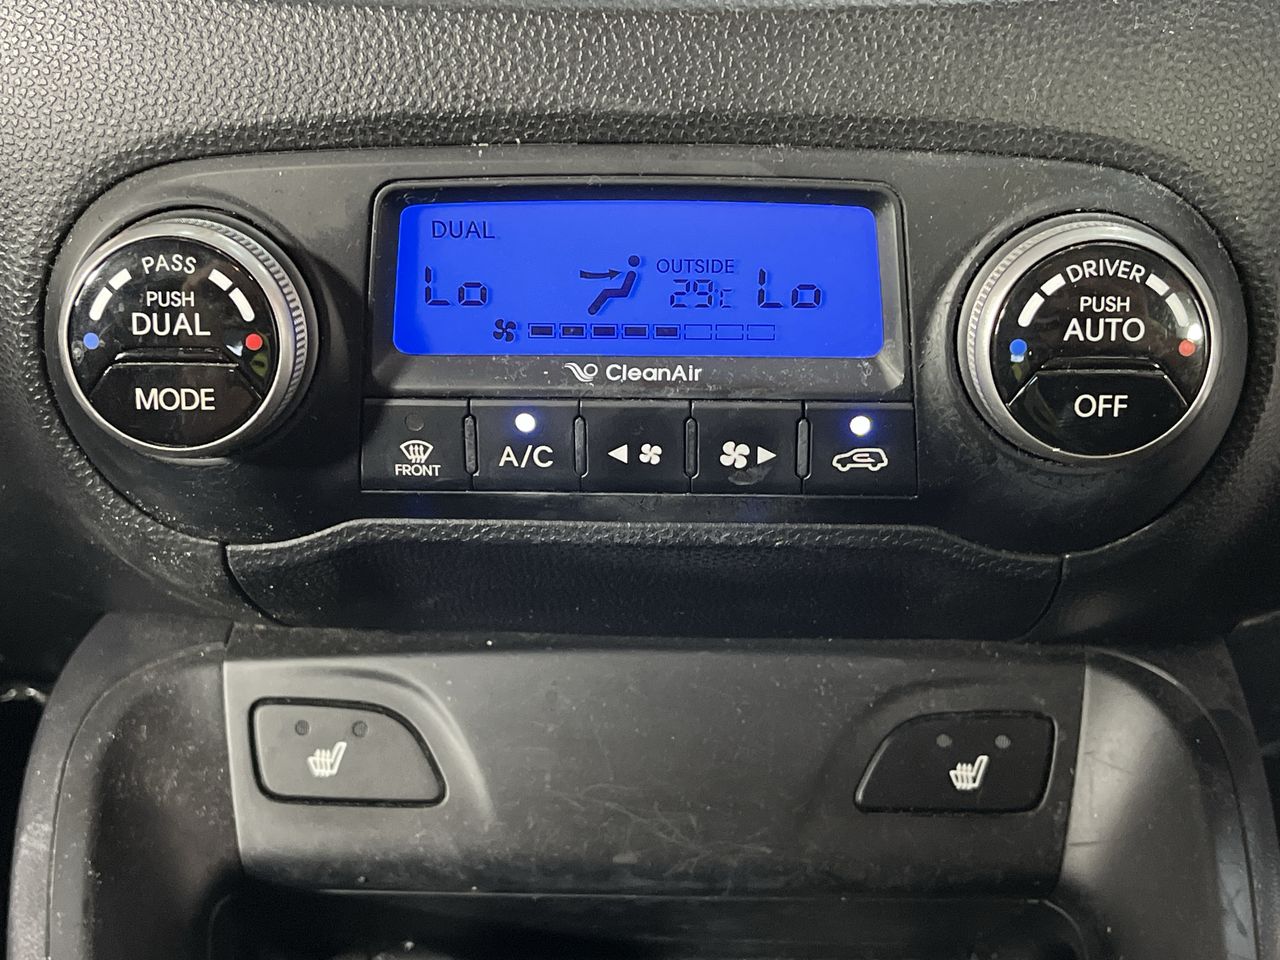 PASS
PUSH
DUAL
MODE
DUAL
Lo
OUTSIDE
29°C
Lo
CleanAir
FRONT
A/C
DRIVER
PUSH
AUTO
OFF